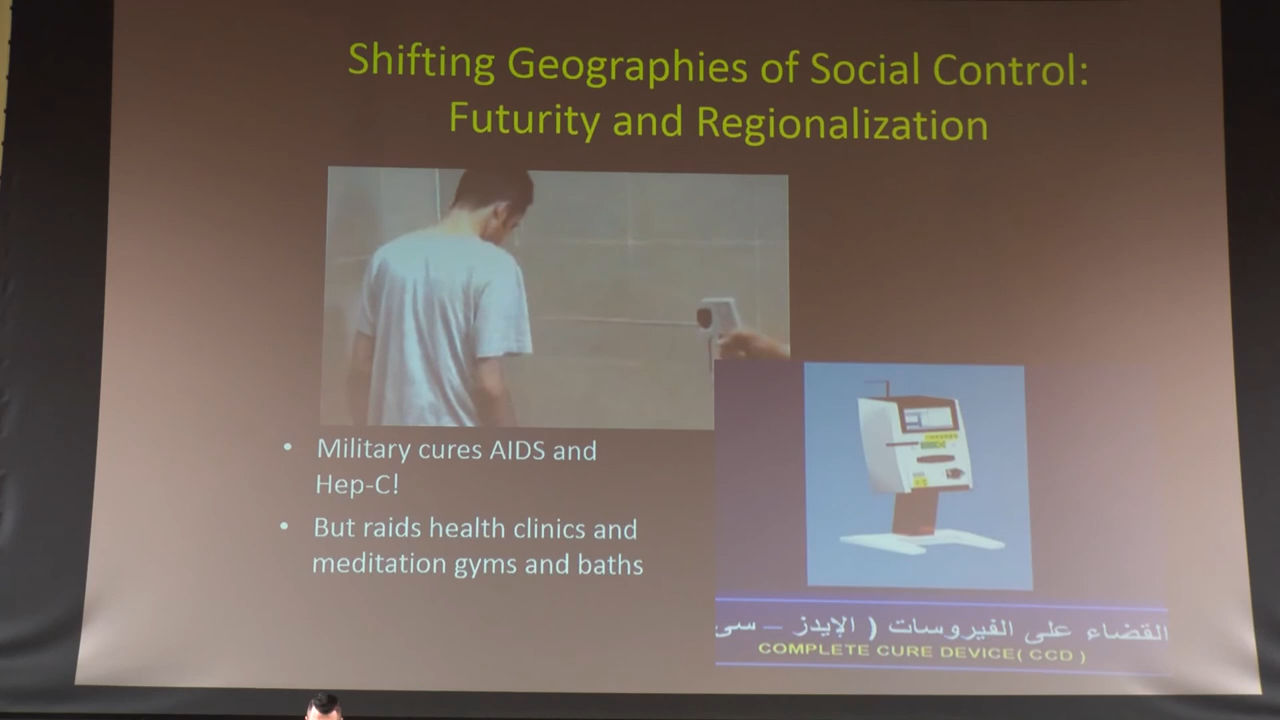 Shifting Geographies of Social Control:
Futurity and Regionalization
• Military cures AIDS and
Hep-C!
• But raids health clinics and
meditation gyms and baths
القضاء على الفيروسات ( الإيدز – سى
COMPLETE CURE DEVICE( CCD )